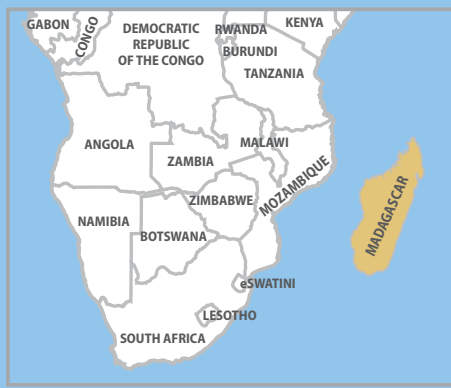 GABON
CONGO
DEMOCRATIC
REPUBLIC
OF THE CONGO
RWANDA
BURUNDI
KENYA
TANZANIA
ANGOLA
ZAMBIA
MALAWI
MOZAMBIQUE
ZIMBABWE
NAMIBIA
BOTSWANA
MADAGASCAR
eSWATINI
LESOTHO
SOUTH AFRICA